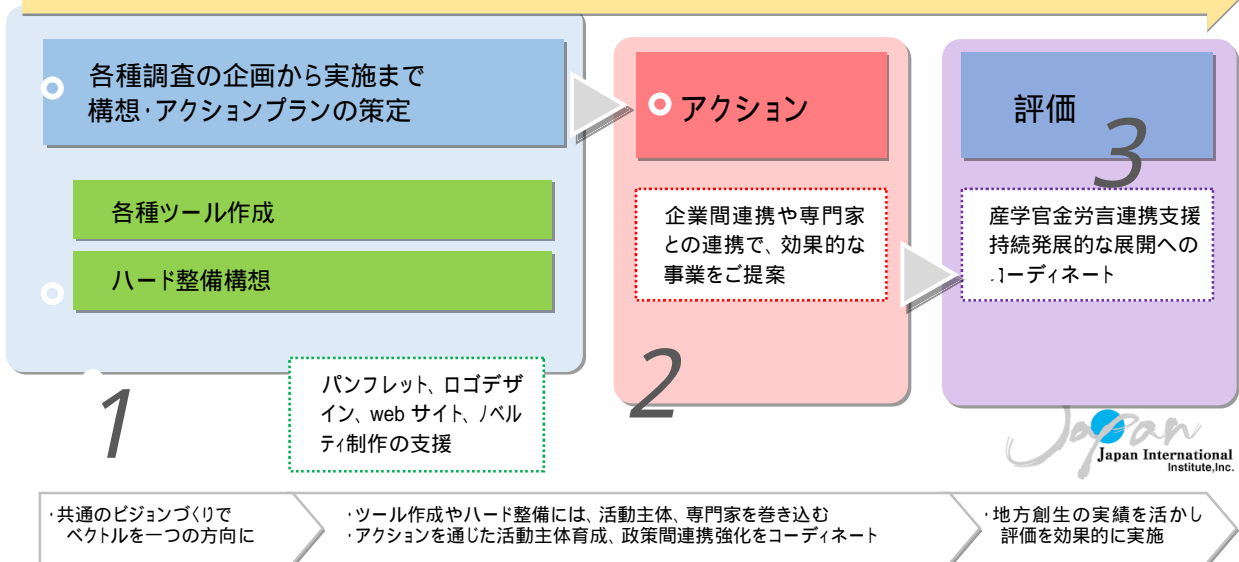 各種調査の企画から実施まで
構想・アクションプランの策定
各種ツール作成
ハード整備構想
パンフレット、ロゴデザ
イン、web サイト、ノベル
ティ制作の支援
1
アクション
企業間連携や専門家
との連携で、効果的な
事業をご提案
2
評価
3
産学官金労言連携支援
持続発展的な展開への
コーディネート
Japan
Japan International
Institute,Inc.
・共通のビジョンづくりで
ベクトルを一つの方向に
・ツール作成やハード整備には、活動主体、専門家を巻き込む
・アクションを通じた活動主体育成、政策間連携強化をコーディネート
・地方創生の実績を活かし
評価を効果的に実施